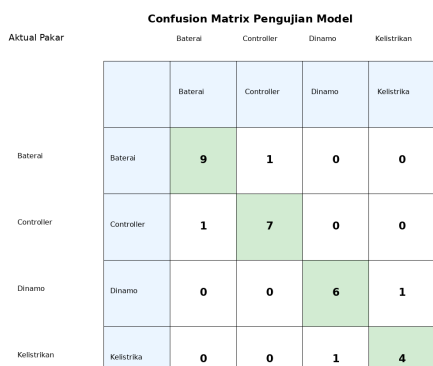 Confusion Matrix Pengujian Model
Aktual Pakar Baterai Controller Dinamo Kelistrikan
Baterai Controller Dinamo Kelistrika
Baterai Baterai 9 1 0 0
Controller Controller 1 7 0 0
Dinamo Dinamo 0 0 6 1
Kelistrikan Kelistrika 0 0 1 4